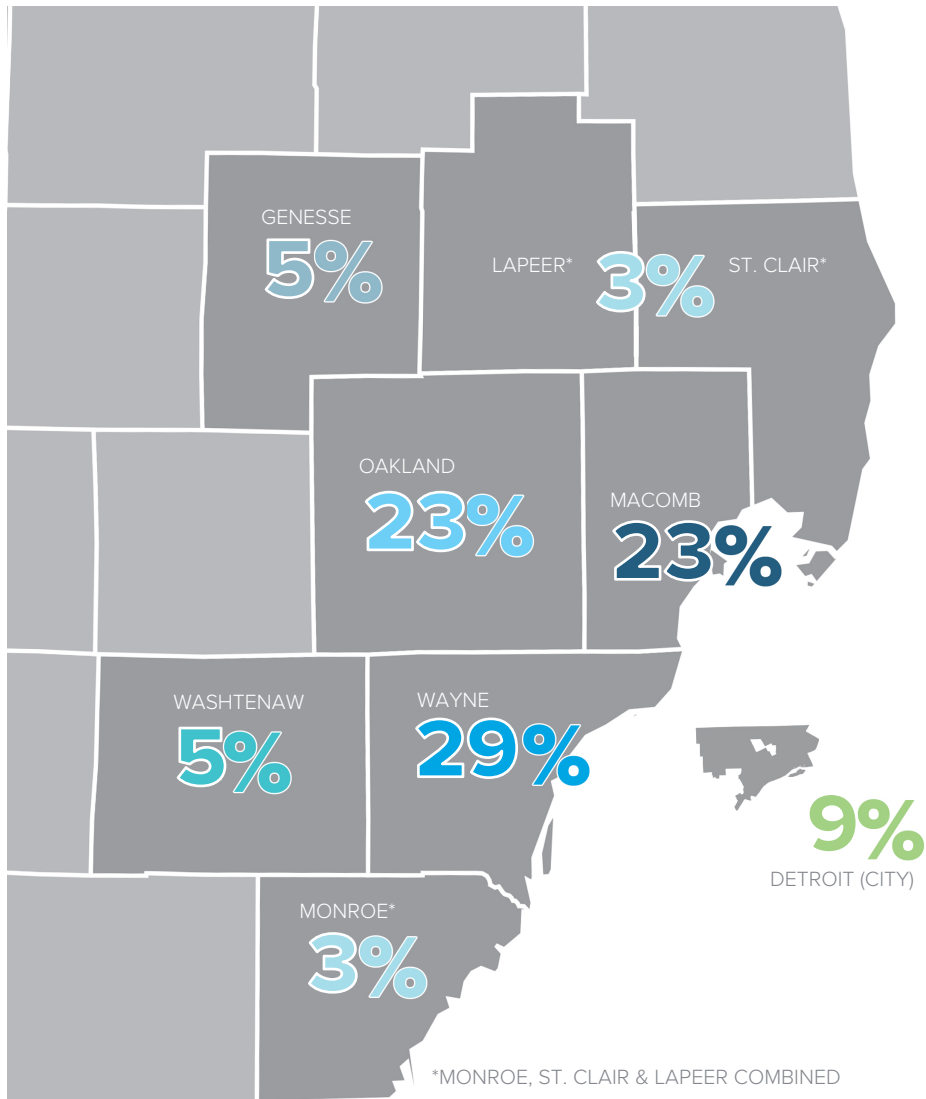 GENESSE
5%
LAPEER*
3%
ST. CLAIR*
OAKLAND
23%
MACOMB
23%
WASHTENAW
5%
WAYNE
29%
9%
DETROIT (CITY)
MONROE*
3%
*MONROE, ST. CLAIR & LAPEER COMBINED